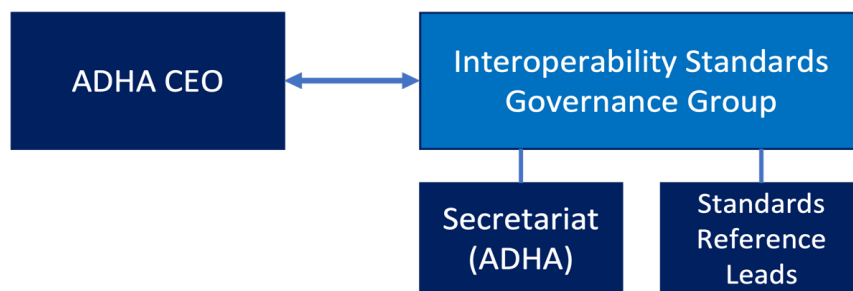 ADHA CEO
Interoperability Standards
Governance Group
Secretariat
(ADHA)
Standards
Reference
Leads